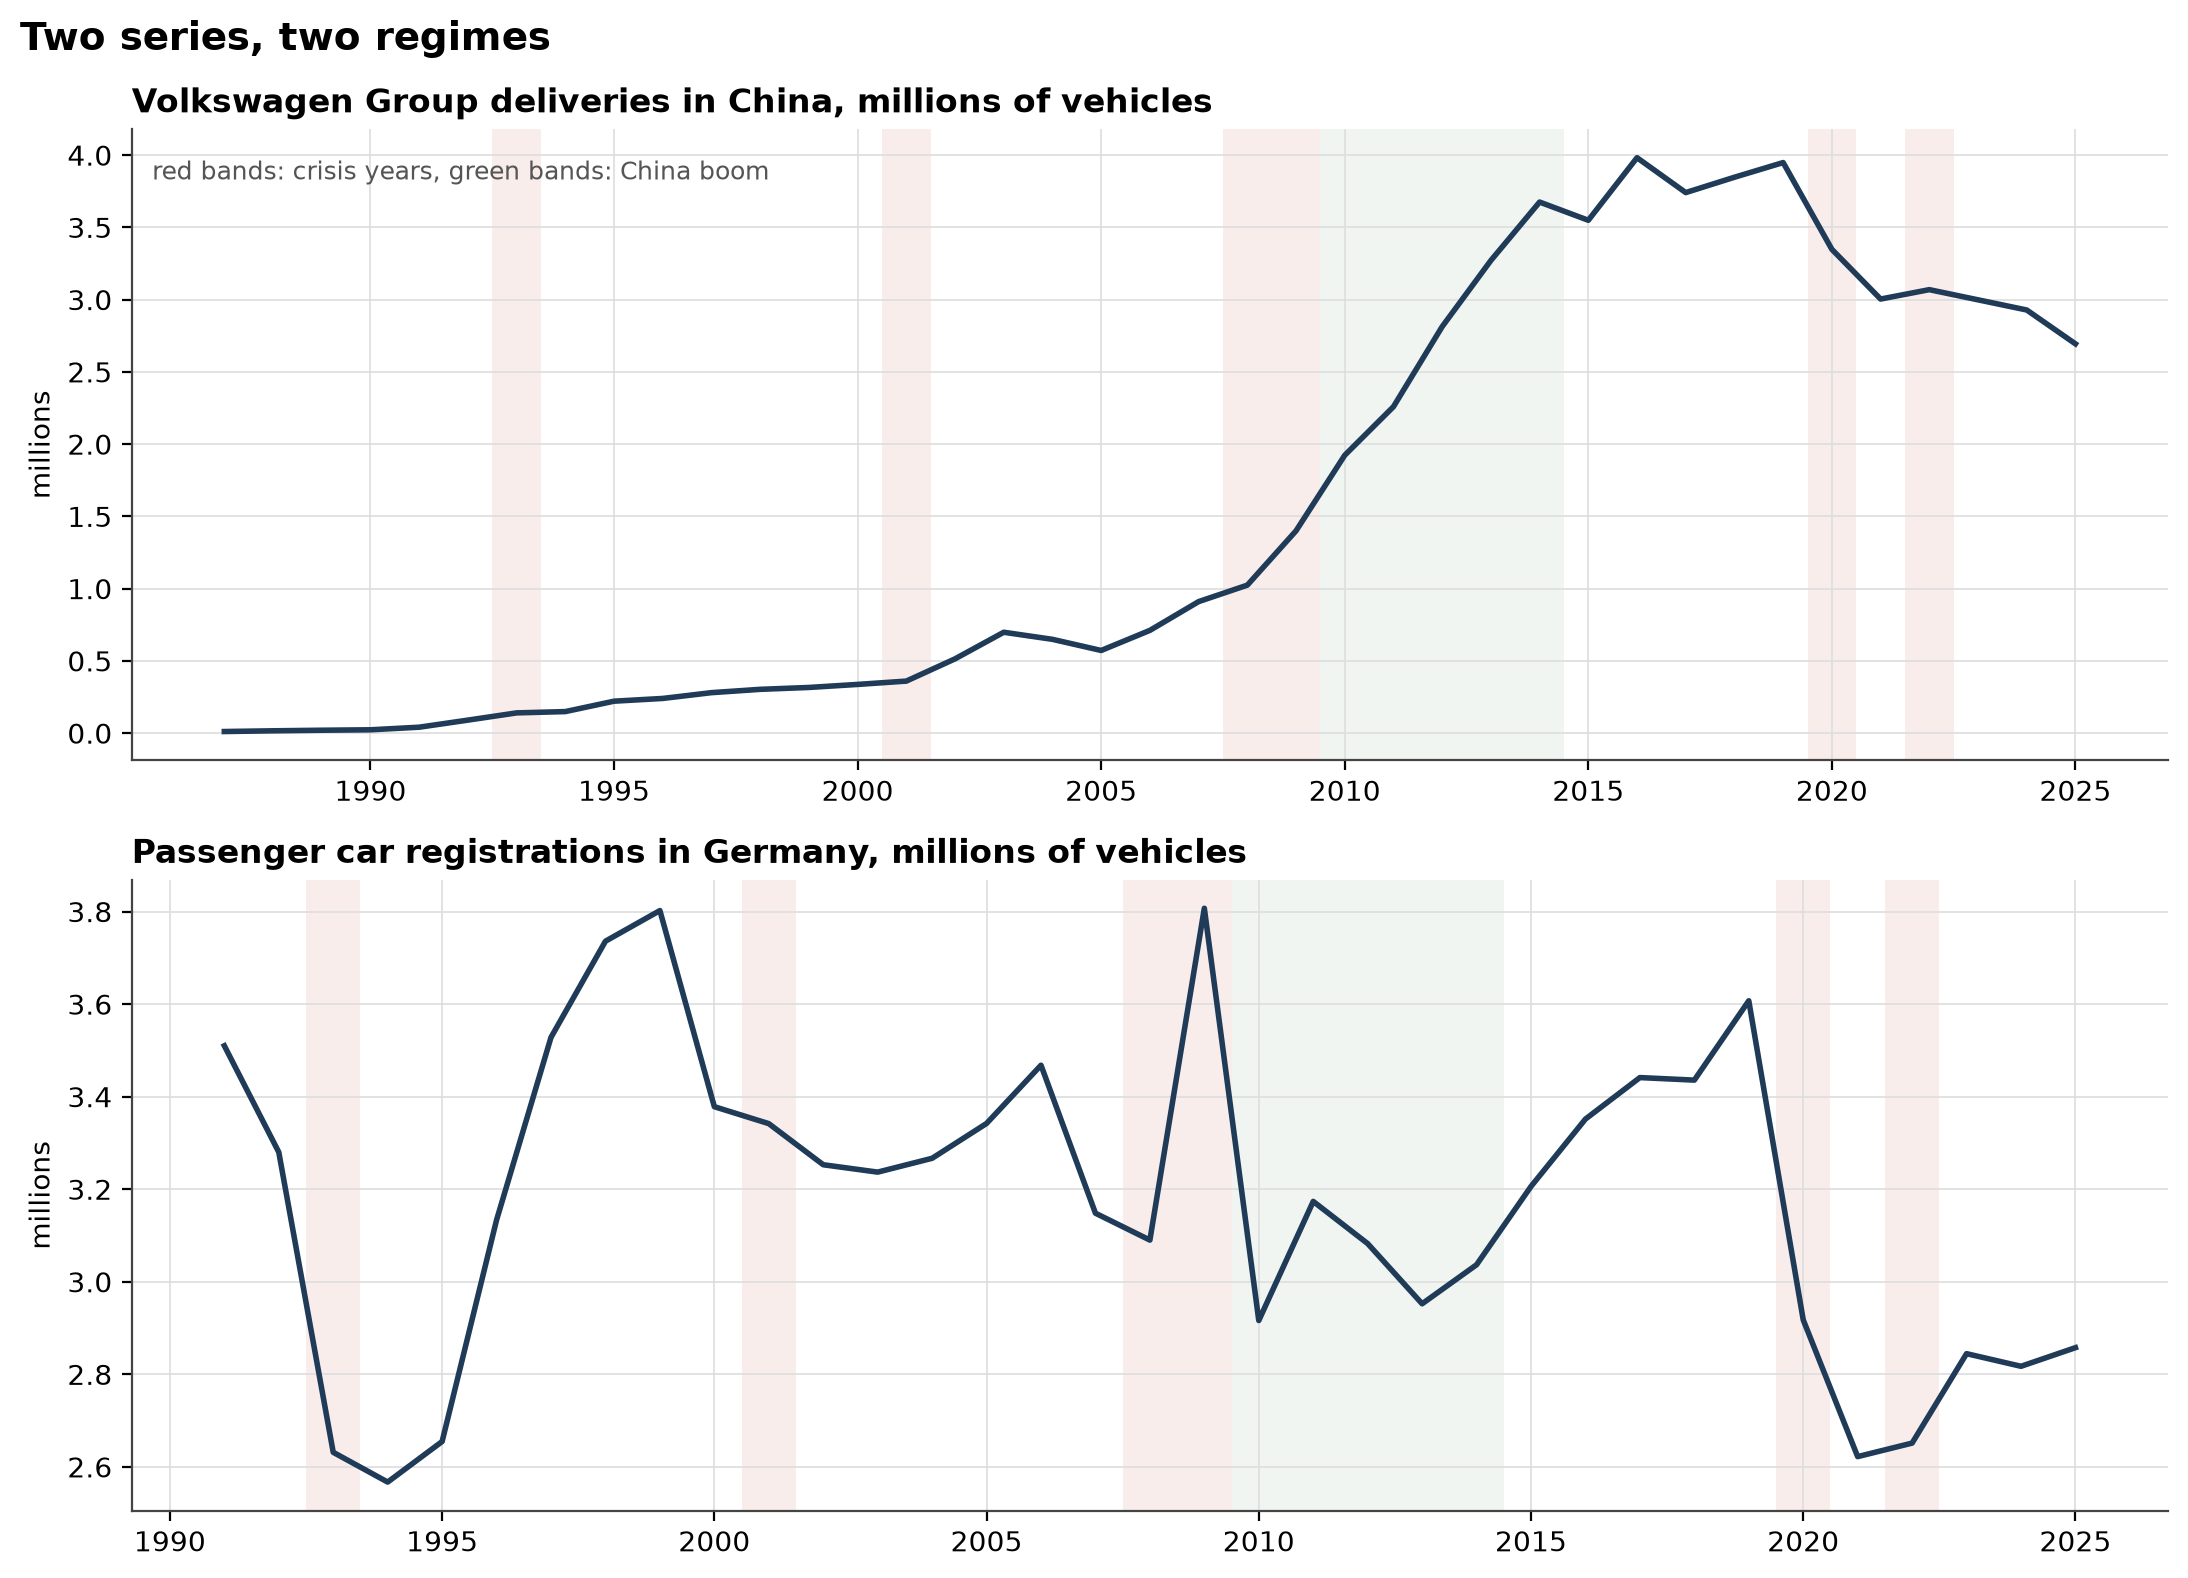 Two series, two regimes
Volkswagen Group deliveries in China, millions of vehicles
red bands: crisis years, green bands: China boom
millions
4.0
3.5
3.0
2.5
2.0
1.5
1.0
0.5
0.0
1990 1995 2000 2005 2010 2015 2020 2025
Passenger car registrations in Germany, millions of vehicles
millions
3.8
3.6
3.4
3.2
3.0
2.8
2.6
1990 1995 2000 2005 2010 2015 2020 2025